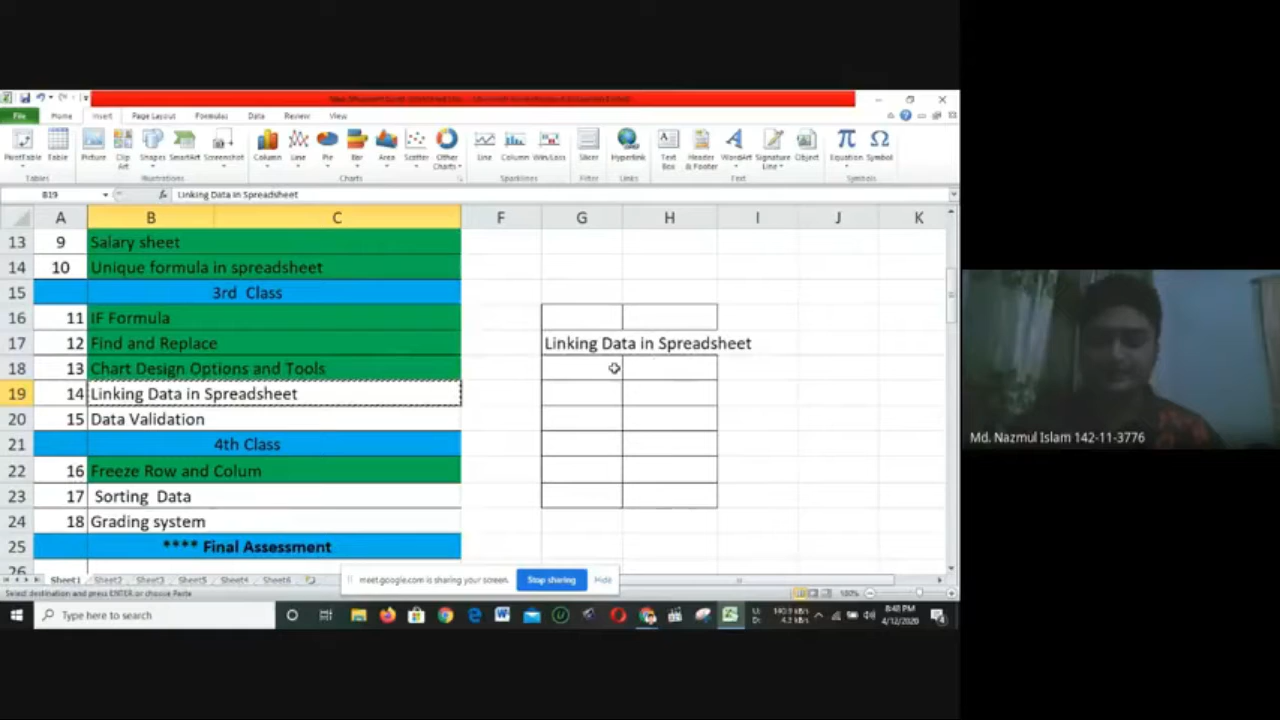 File Home Insert Page Layout Formulas Data Review View
PivotTable Table Picture Clip Art Shapes SmartArt Screenshot Column Line Pie Bar Area Scatter Other Charts Line Column Win/Loss Slicer Hyperlink Text Box Header & Footer WordArt Signature Line Object Equation Symbol
Tables Illustrations Charts Sparklines Filter Links Text Symbols
B19 fx Linking Data in Spreadsheet
A B C F G H I J K
13 9 Salary sheet
14 10 Unique formula in spreadsheet
15 3rd Class
16 11 IF Formula
17 12 Find and Replace Linking Data in Spreadsheet
18 13 Chart Design Options and Tools
19 14 Linking Data in Spreadsheet
20 15 Data Validation
21 4th Class
22 16 Freeze Row and Colum
23 17 Sorting Data
24 18 Grading system
25 **** Final Assessment
26
Sheet1 Sheet2 Sheet3 Sheet5 Sheet4 Sheet6
meet.google.com is sharing your screen. Stop sharing Hide
Select destination and press ENTER or choose Paste
100%
Type here to search
8:48 PM
4/12/2020
Md. Nazmul Islam 142-11-3776